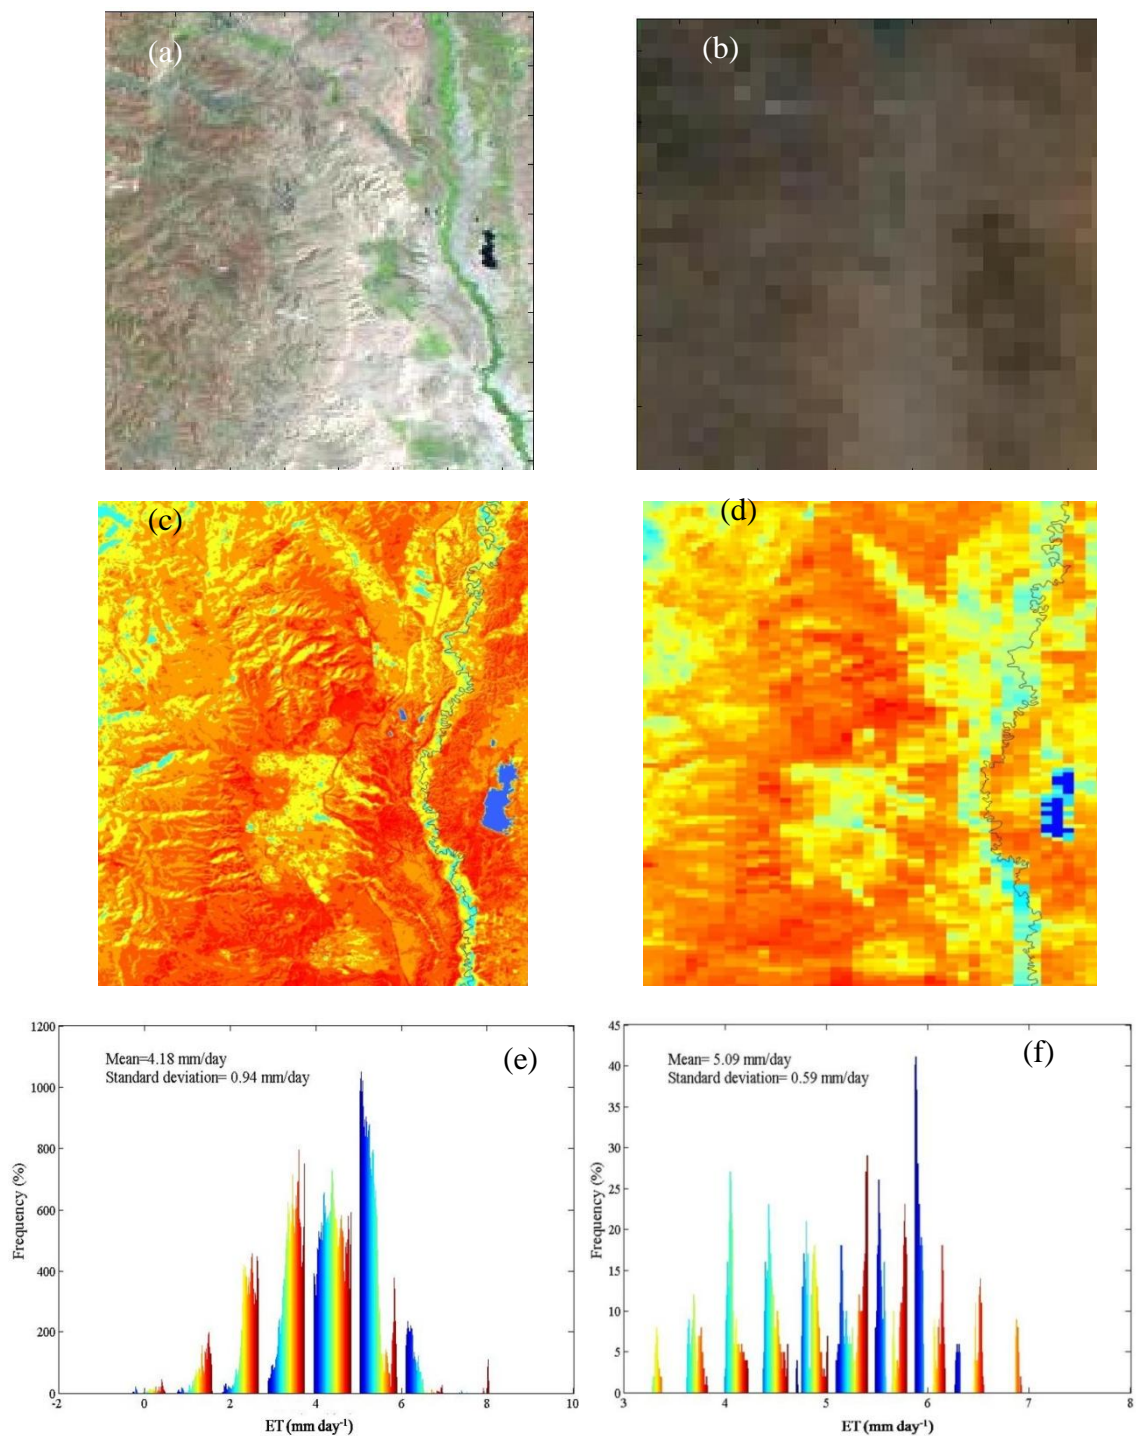 (a)
(b)
(c)
(d)
1200
1000
800
600
400
200
0
Frequency (%)
Mean=4.18 mm/day
Standard deviation= 0.94 mm/day
(e)
-2
0
2
4
6
8
10
ET (mm day⁻¹)
45
40
35
30
25
20
15
10
5
0
Frequency (%)
Mean= 5.09 mm/day
Standard deviation= 0.59 mm/day
(f)
3
4
5
6
7
8
ET (mm day⁻¹)